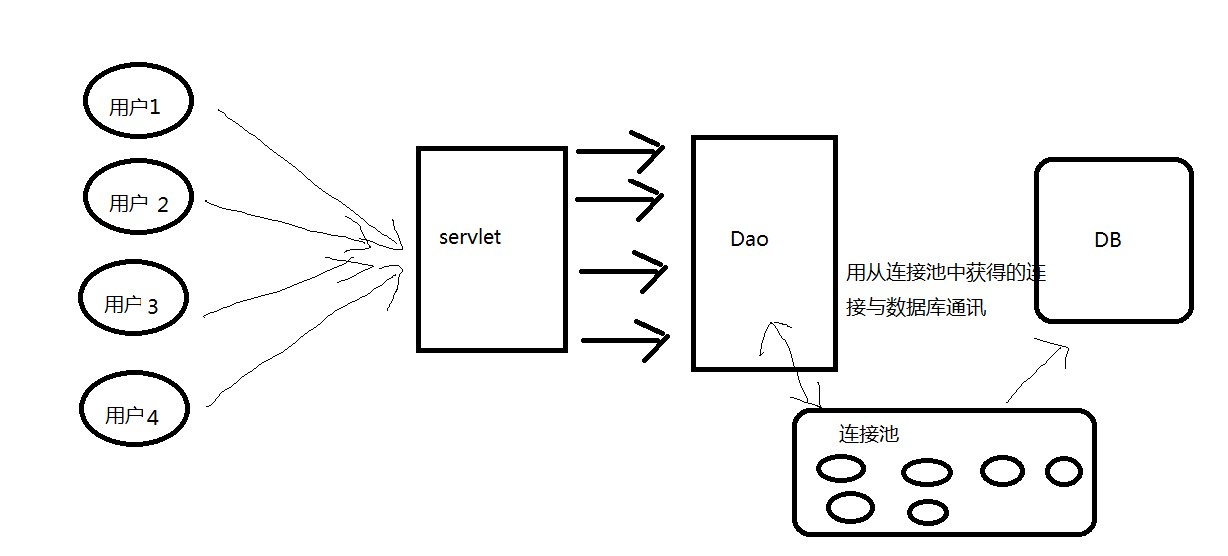 用户1
用户 2
用户 3
用户 4
servlet
Dao
用从连接池中获得的连
接与数据库通讯
DB
连接池